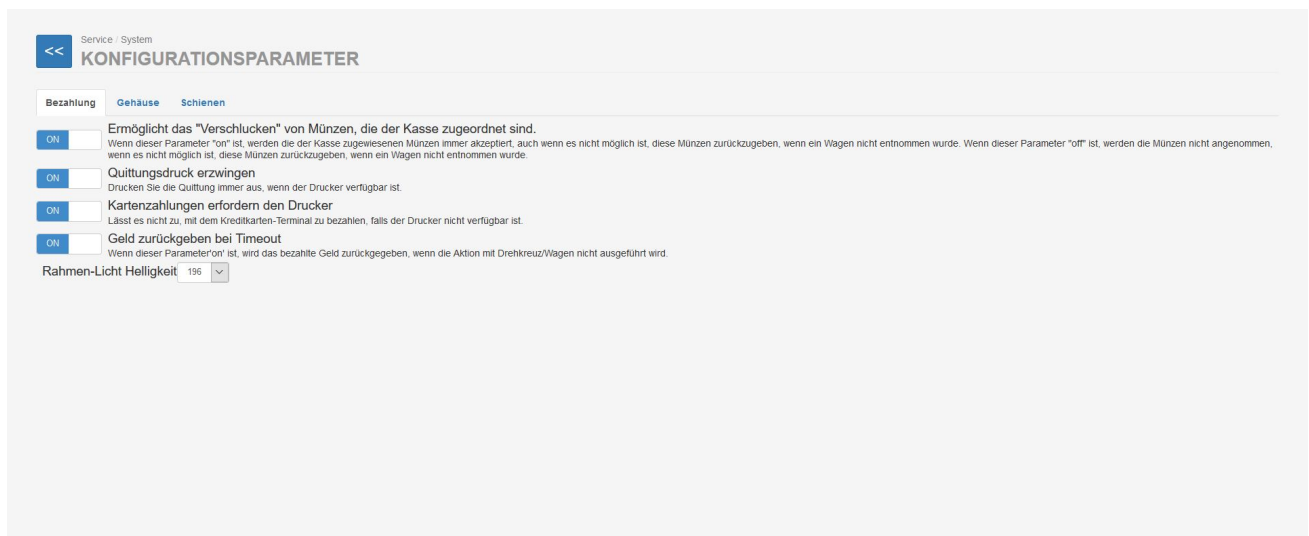 <<
Service / System
KONFIGURATIONSPARAMETER
Bezahlung Gehäuse Schienen
ON
Ermöglicht das "Verschlucken" von Münzen, die der Kasse zugeordnet sind.
Wenn dieser Parameter "on" ist, werden die der Kasse zugewiesenen Münzen immer akzeptiert, auch wenn es nicht möglich ist, diese Münzen zurückzugeben, wenn ein Wagen nicht entnommen wurde. Wenn dieser Parameter "off" ist, werden die Münzen nicht angenommen,
wenn es nicht möglich ist, diese Münzen zurückzugeben, wenn ein Wagen nicht entnommen wurde.
ON
Quittungsdruck erzwingen
Drucken Sie die Quittung immer aus, wenn der Drucker verfügbar ist.
ON
Kartenzahlungen erfordern den Drucker
Lässt es nicht zu, mit dem Kreditkarten-Terminal zu bezahlen, falls der Drucker nicht verfügbar ist.
ON
Geld zurückgeben bei Timeout
Wenn dieser Parameter'on' ist, wird das bezahlte Geld zurückgegeben, wenn die Aktion mit Drehkreuz/Wagen nicht ausgeführt wird.
Rahmen-Licht Helligkeit 196